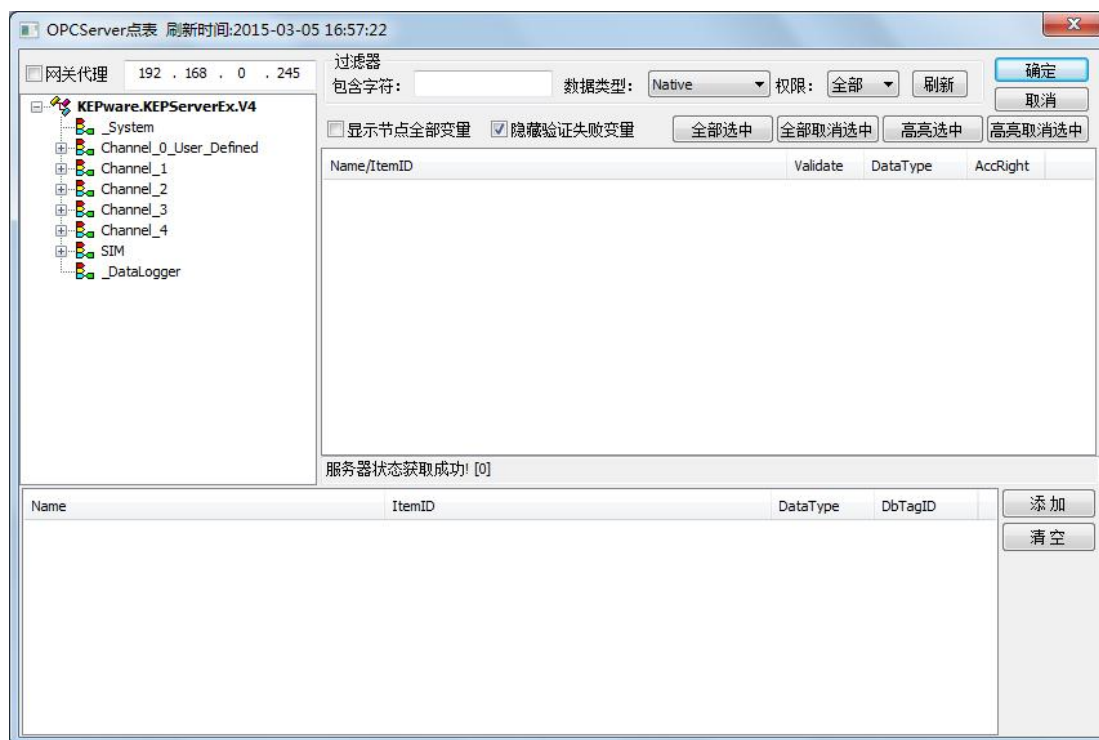 OPCServer点表 刷新时间:2015-03-05 16:57:22
网关代理 192 . 168 . 0 . 245
KEPware.KEPServerEx.V4
_System
Channel_0_User_Defined
Channel_1
Channel_2
Channel_3
Channel_4
SIM
_DataLogger
过滤器
包含字符: 数据类型: Native 权限: 全部 刷新
确定
取消
显示节点全部变量 隐藏验证失败变量 全部选中 全部取消选中 高亮选中 高亮取消选中
Name/ItemID Validate DataType AccRight
服务器状态获取成功! [0]
Name ItemID DataType DbTagID
添加
清空